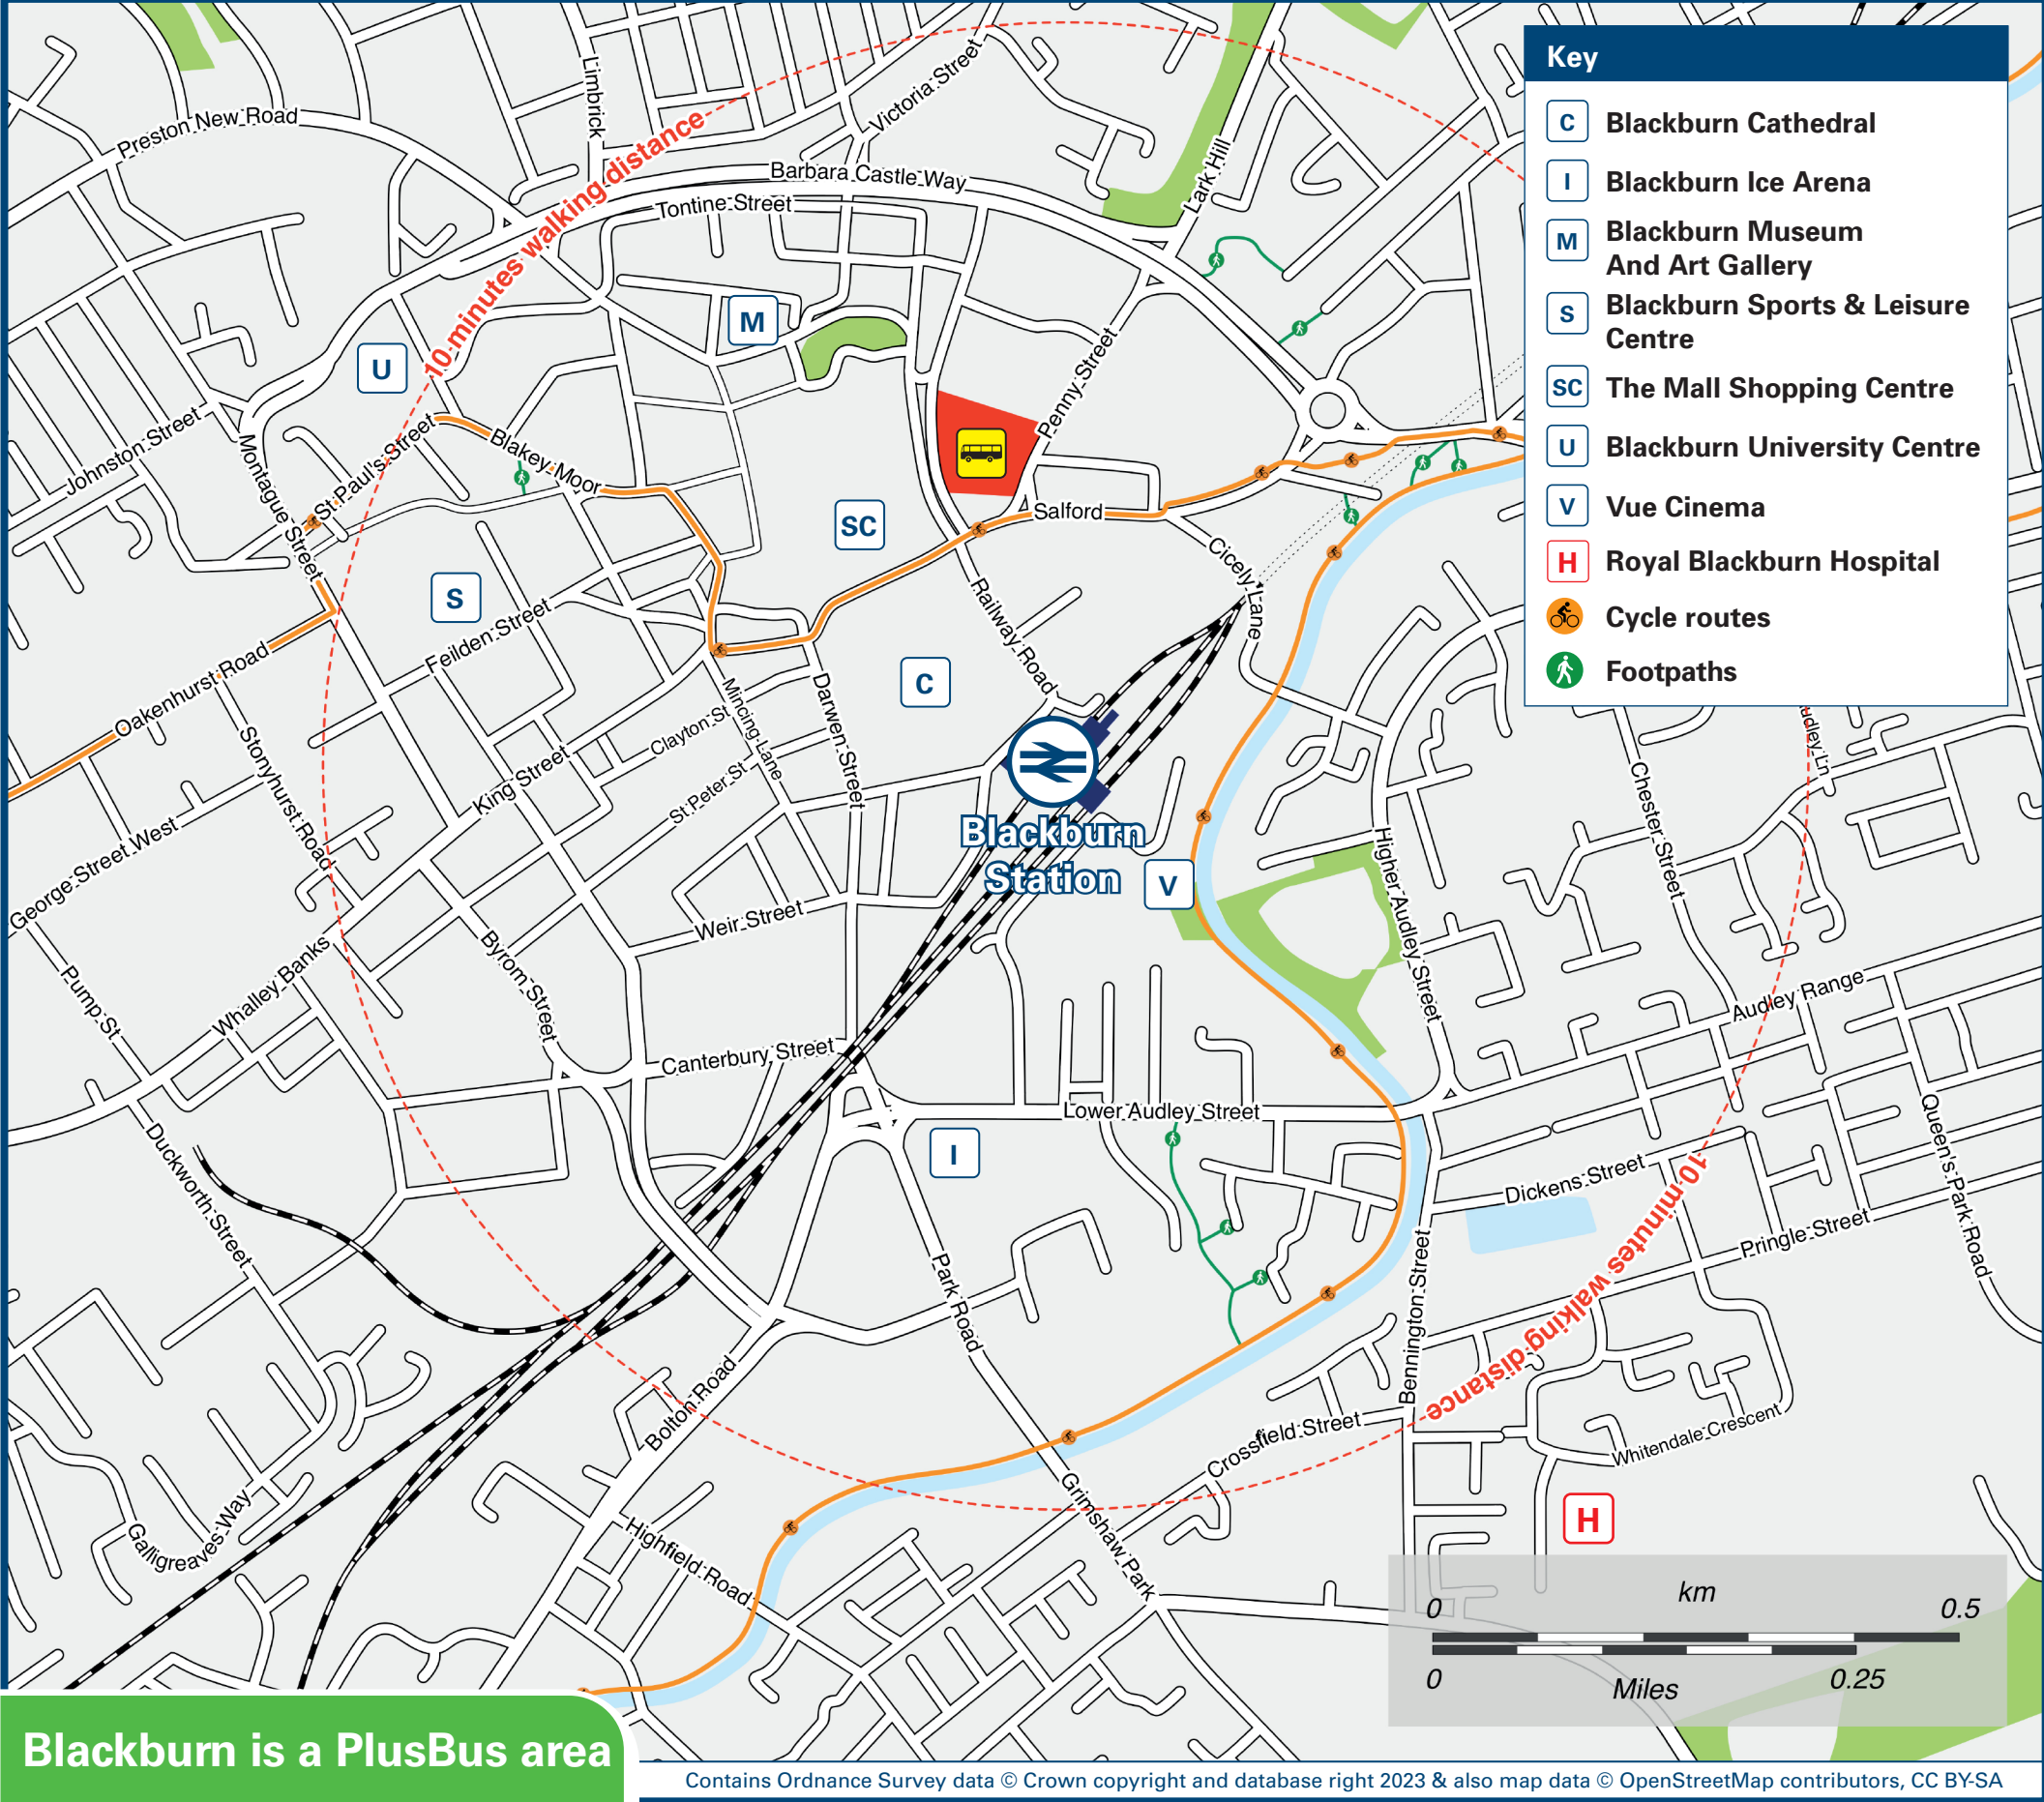 Key
C Blackburn Cathedral
I Blackburn Ice Arena
M Blackburn Museum
And Art Gallery
S Blackburn Sports & Leisure
Centre
SC The Mall Shopping Centre
U Blackburn University Centre
V Vue Cinema
H Royal Blackburn Hospital
Cycle routes
Footpaths
Limbrick
Victoria Street
Preston New Road
10 minutes walking distance
Barbara Castle Way
Tontine Street
Lark Hill
M
U
Penny Street
Johnston Street
Montague Street
St Paul's Street
Blakey Moor
SC
Salford
Cicely Lane
S
Feilden Street
Railway Road
Oakenhurst Road
C
Mincing Lane
Darwen Street
Clayton St
Stonyhurst Road
King Street
St Peter St
George Street West
Blackburn
Station
V
Higher Audley Street
Chester Street
udley Ln
Weir Street
Byrom Street
Whalley Banks
Pump St
Audley Range
Canterbury Street
Lower Audley Street
I
Queen's Park Road
Duckworth Street
Dickens Street
Pringle Street
10 minutes walking distance
Park Road
Bennington Street
Bolton Road
Crossfield Street
Whitendale Crescent
Galligreaves Way
Highfield Road
Grimshaw Park
H
km
0 0.5
0 0.25
Miles
Blackburn is a PlusBus area
Contains Ordnance Survey data © Crown copyright and database right 2023 & also map data © OpenStreetMap contributors, CC BY-SA